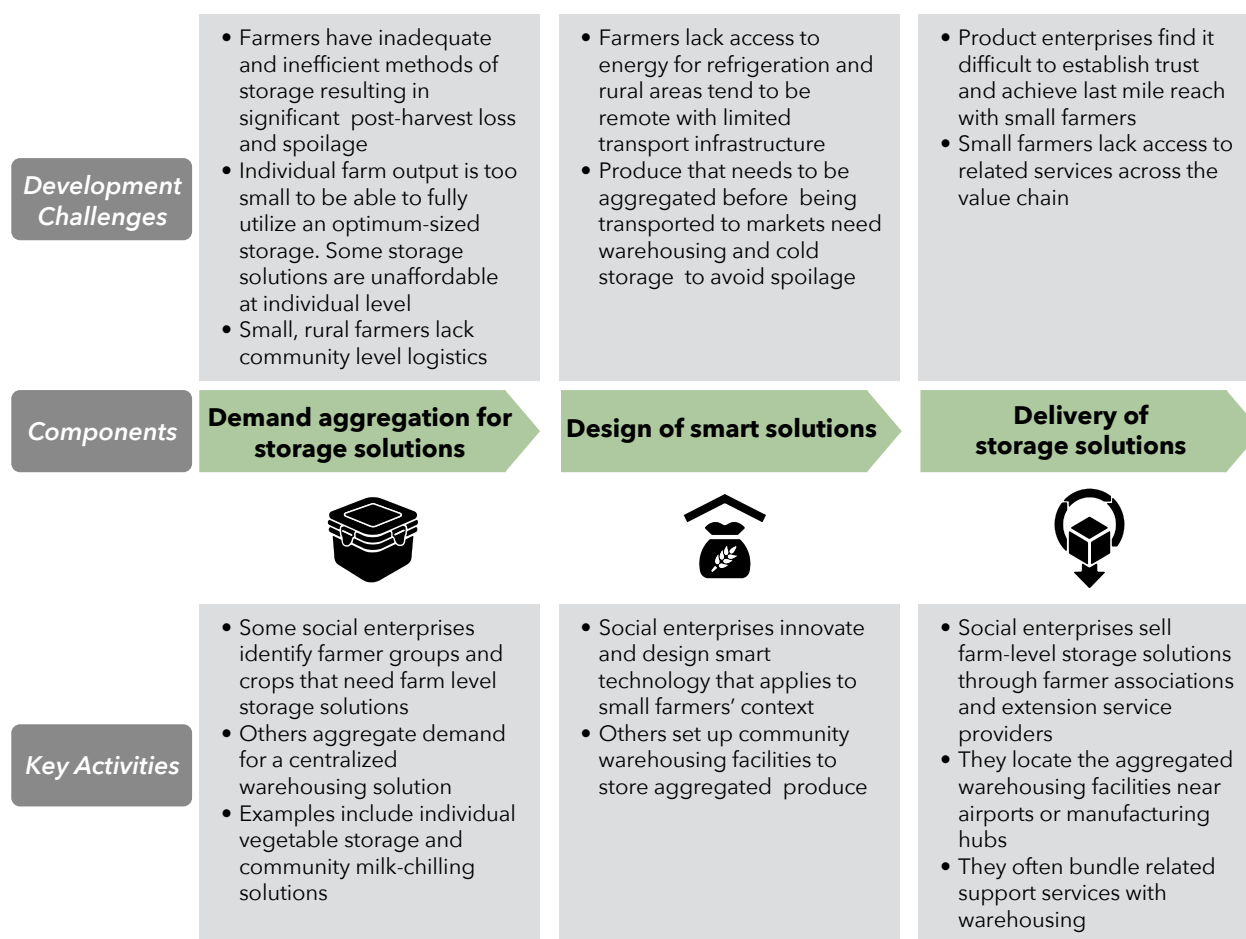 Development
Challenges
• Farmers have inadequate
and inefficient methods of
storage resulting in
significant post-harvest loss
and spoilage
• Individual farm output is too
small to be able to fully
utilize an optimum-sized
storage. Some storage
solutions are unaffordable
at individual level
• Small, rural farmers lack
community level logistics
• Farmers lack access to
energy for refrigeration and
rural areas tend to be
remote with limited
transport infrastructure
• Produce that needs to be
aggregated before being
transported to markets need
warehousing and cold
storage to avoid spoilage
• Product enterprises find it
difficult to establish trust
and achieve last mile reach
with small farmers
• Small farmers lack access to
related services across the
value chain
Components
Demand aggregation for
storage solutions
Design of smart solutions
Delivery of
storage solutions
Key Activities
• Some social enterprises
identify farmer groups and
crops that need farm level
storage solutions
• Others aggregate demand
for a centralized
warehousing solution
• Examples include individual
vegetable storage and
community milk-chilling
solutions
• Social enterprises innovate
and design smart
technology that applies to
small farmers’ context
• Others set up community
warehousing facilities to
store aggregated produce
• Social enterprises sell
farm-level storage solutions
through farmer associations
and extension service
providers
• They locate the aggregated
warehousing facilities near
airports or manufacturing
hubs
• They often bundle related
support services with
warehousing